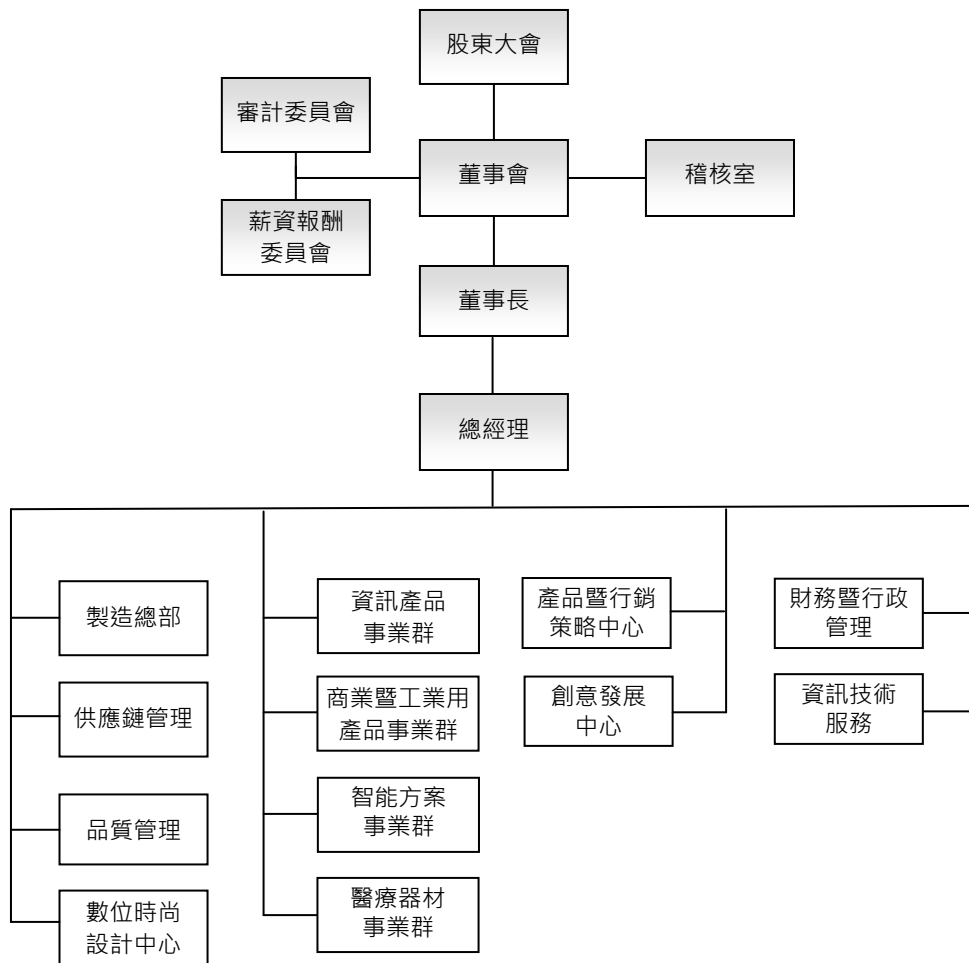 股東大會
審計委員會
董事會
稽核室
薪資報酬
委員會
董事長
總經理
製造總部
供應鏈管理
品質管理
數位時尚
設計中心
資訊產品
事業群
商業暨工業用
產品事業群
智能方案
事業群
醫療器材
事業群
產品暨行銷
策略中心
創意發展
中心
財務暨行政
管理
資訊技術
服務